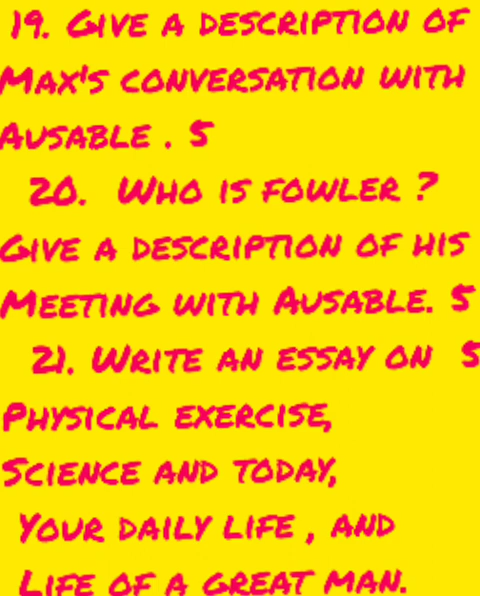 19. Give a description of
Max's conversation with
Ausable . 5
20. Who is fowler ?
Give a description of his
Meeting with Ausable. 5
21. Write an essay on 5
Physical exercise,
Science and today,
Your daily life , and
Life of a great man.